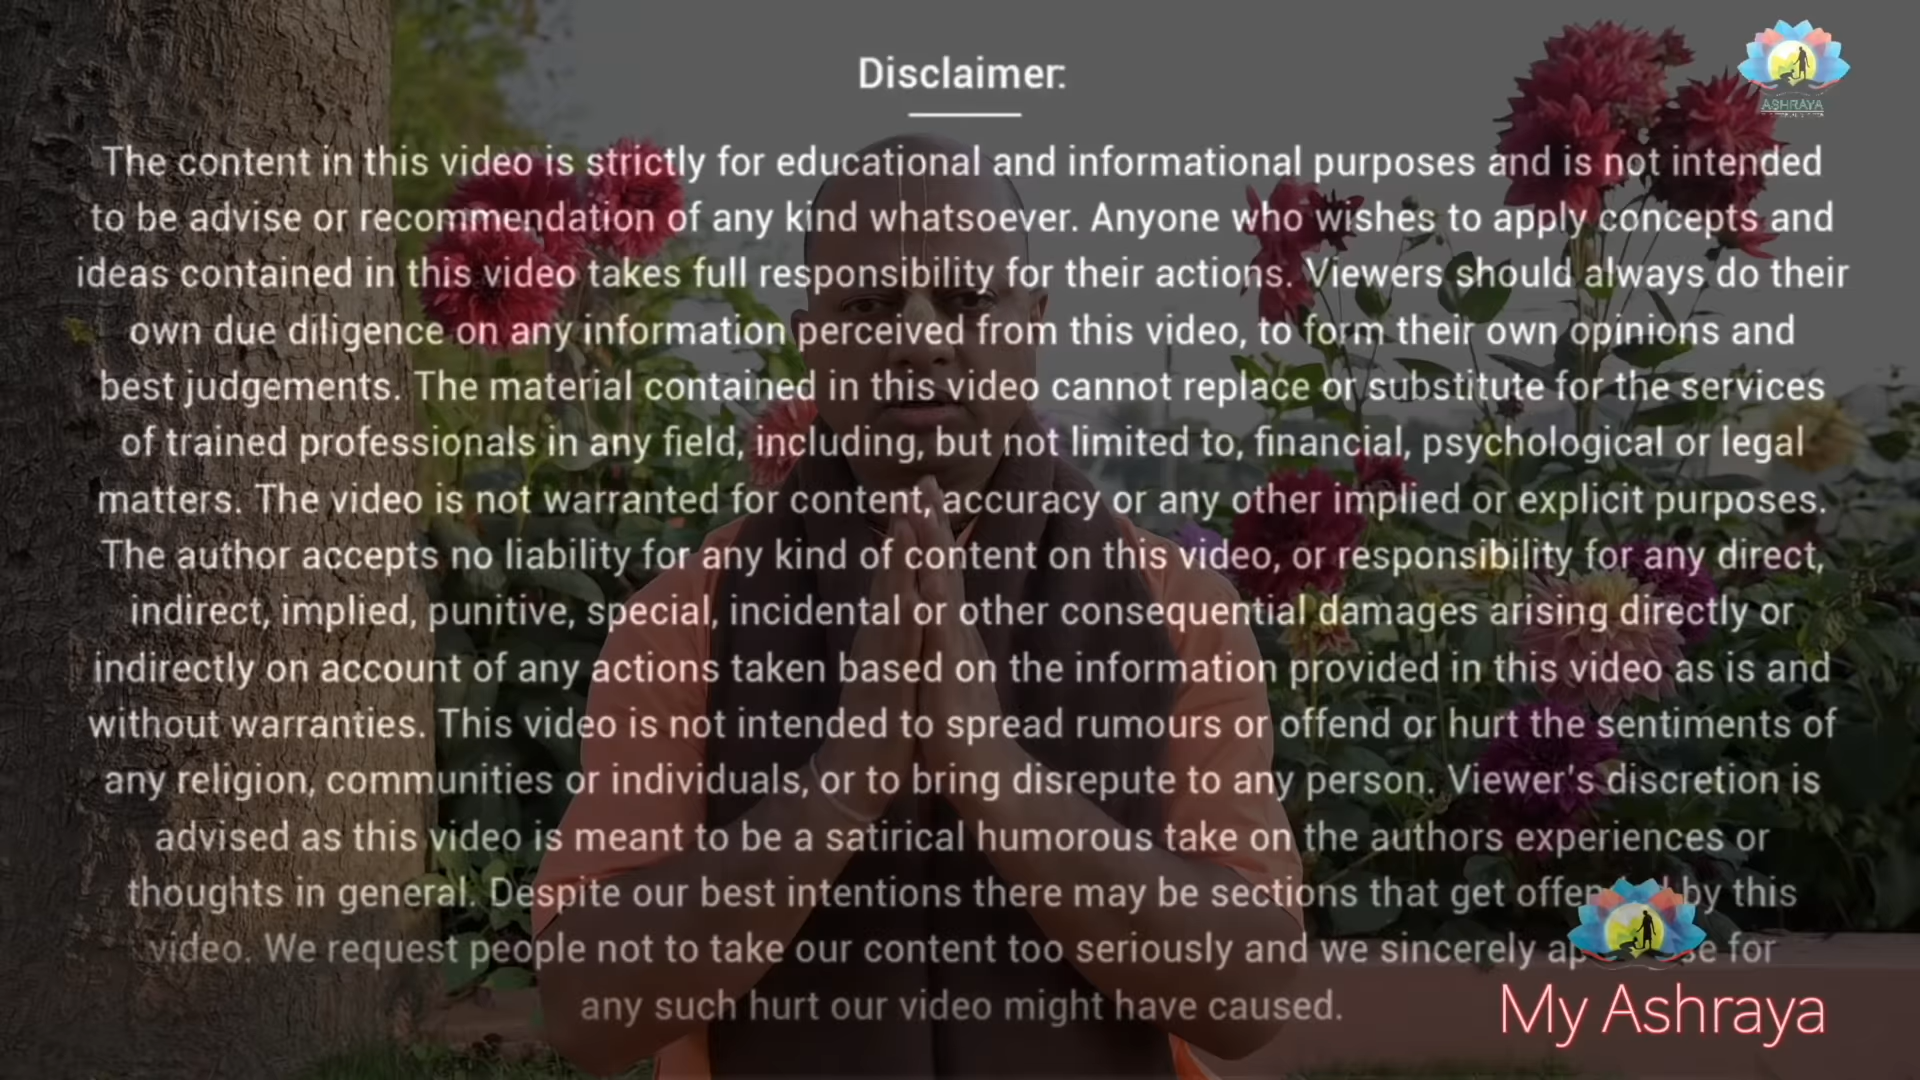 Disclaimer:
ASHRAYA
The content in this video is strictly for educational and informational purposes and is not intended
to be advise or recommendation of any kind whatsoever. Anyone who wishes to apply concepts and
ideas contained in this video takes full responsibility for their actions. Viewers should always do their
own due diligence on any information perceived from this video, to form their own opinions and
best judgements. The material contained in this video cannot replace or substitute for the services
of trained professionals in any field, including, but not limited to, financial, psychological or legal
matters. The video is not warranted for content, accuracy or any other implied or explicit purposes.
The author accepts no liability for any kind of content on this video, or responsibility for any direct,
indirect, implied, punitive, special, incidental or other consequential damages arising directly or
indirectly on account of any actions taken based on the information provided in this video as is and
without warranties. This video is not intended to spread rumours or offend or hurt the sentiments of
any religion, communities or individuals, or to bring disrepute to any person. Viewer's discretion is
advised as this video is meant to be a satirical humorous take on the authors experiences or
thoughts in general. Despite our best intentions there may be sections that get by this
video. We request people not to take our content too seriously and we sincerely for
any such hurt our video might have caused.
My Ashraya